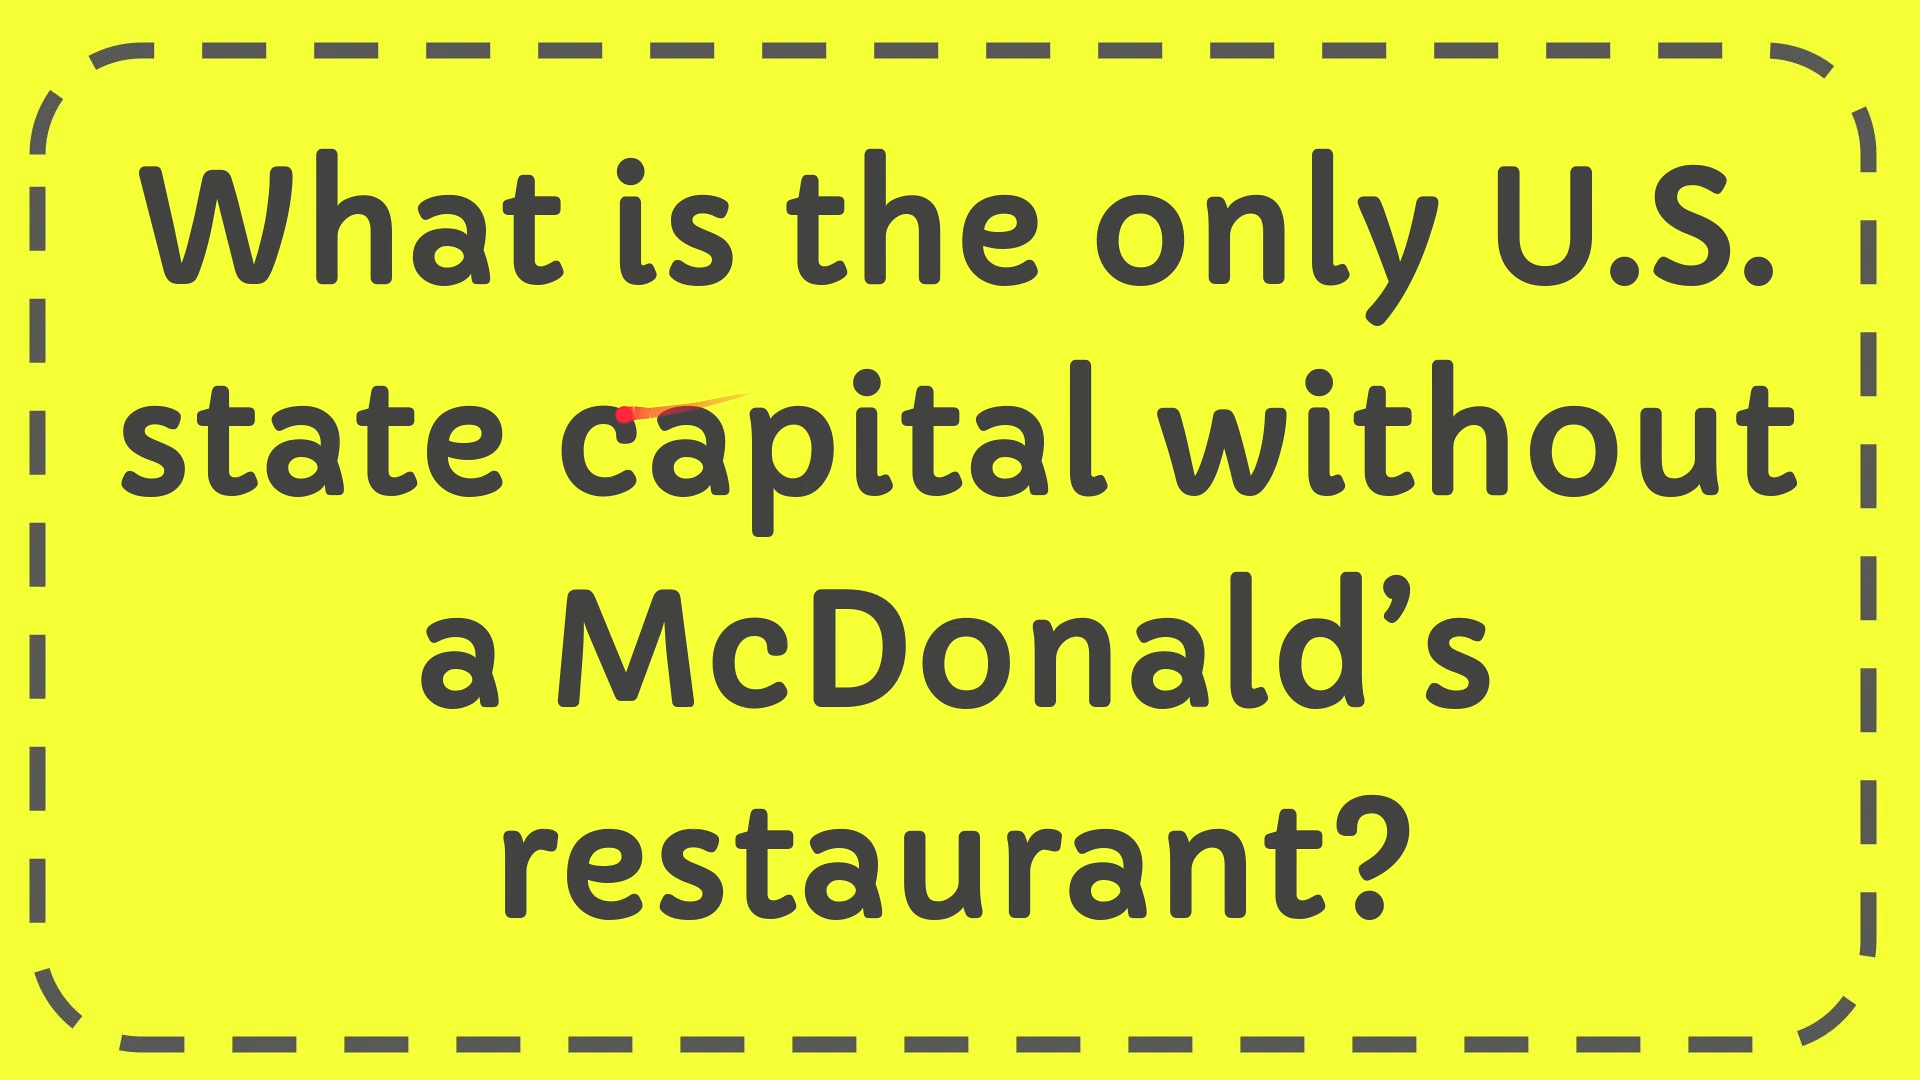 What is the only U.S.
state capital without
a McDonald’s
restaurant?